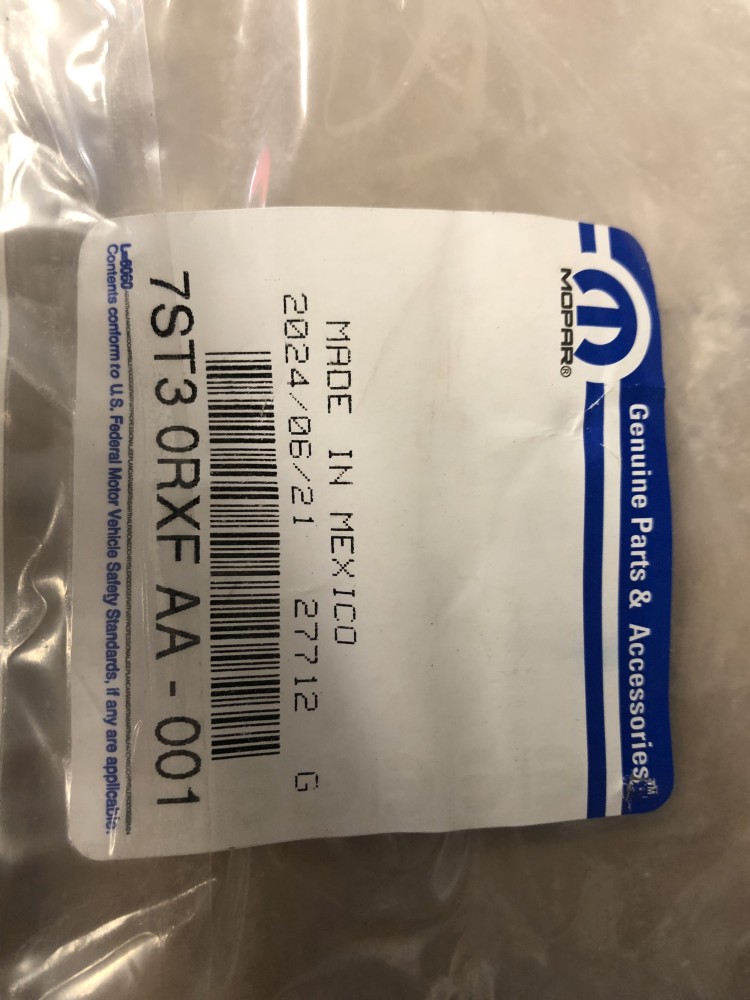 Genuine Parts & Accessories™
MOPAR®
MADE IN MEXICO
2024/06/21 27712 G
7ST3 0RXF AA - 001
L-6060
Contents conform to U.S. Federal Motor Vehicle Safety Standards, if any are applicable.